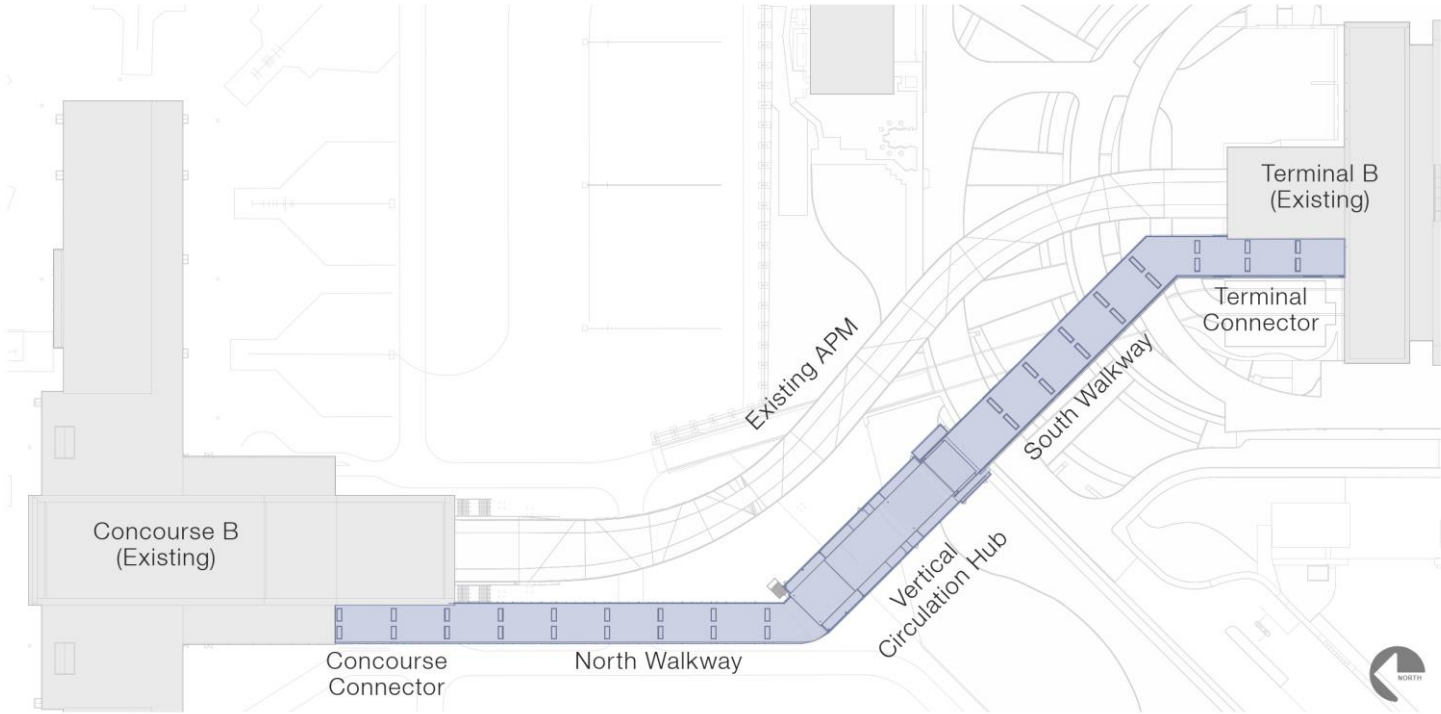 Terminal B
(Existing)
Terminal
Connector
Existing APM
South Walkway
Concourse B
(Existing)
Vertical
Circulation Hub
Concourse
Connector
North Walkway
NORTH